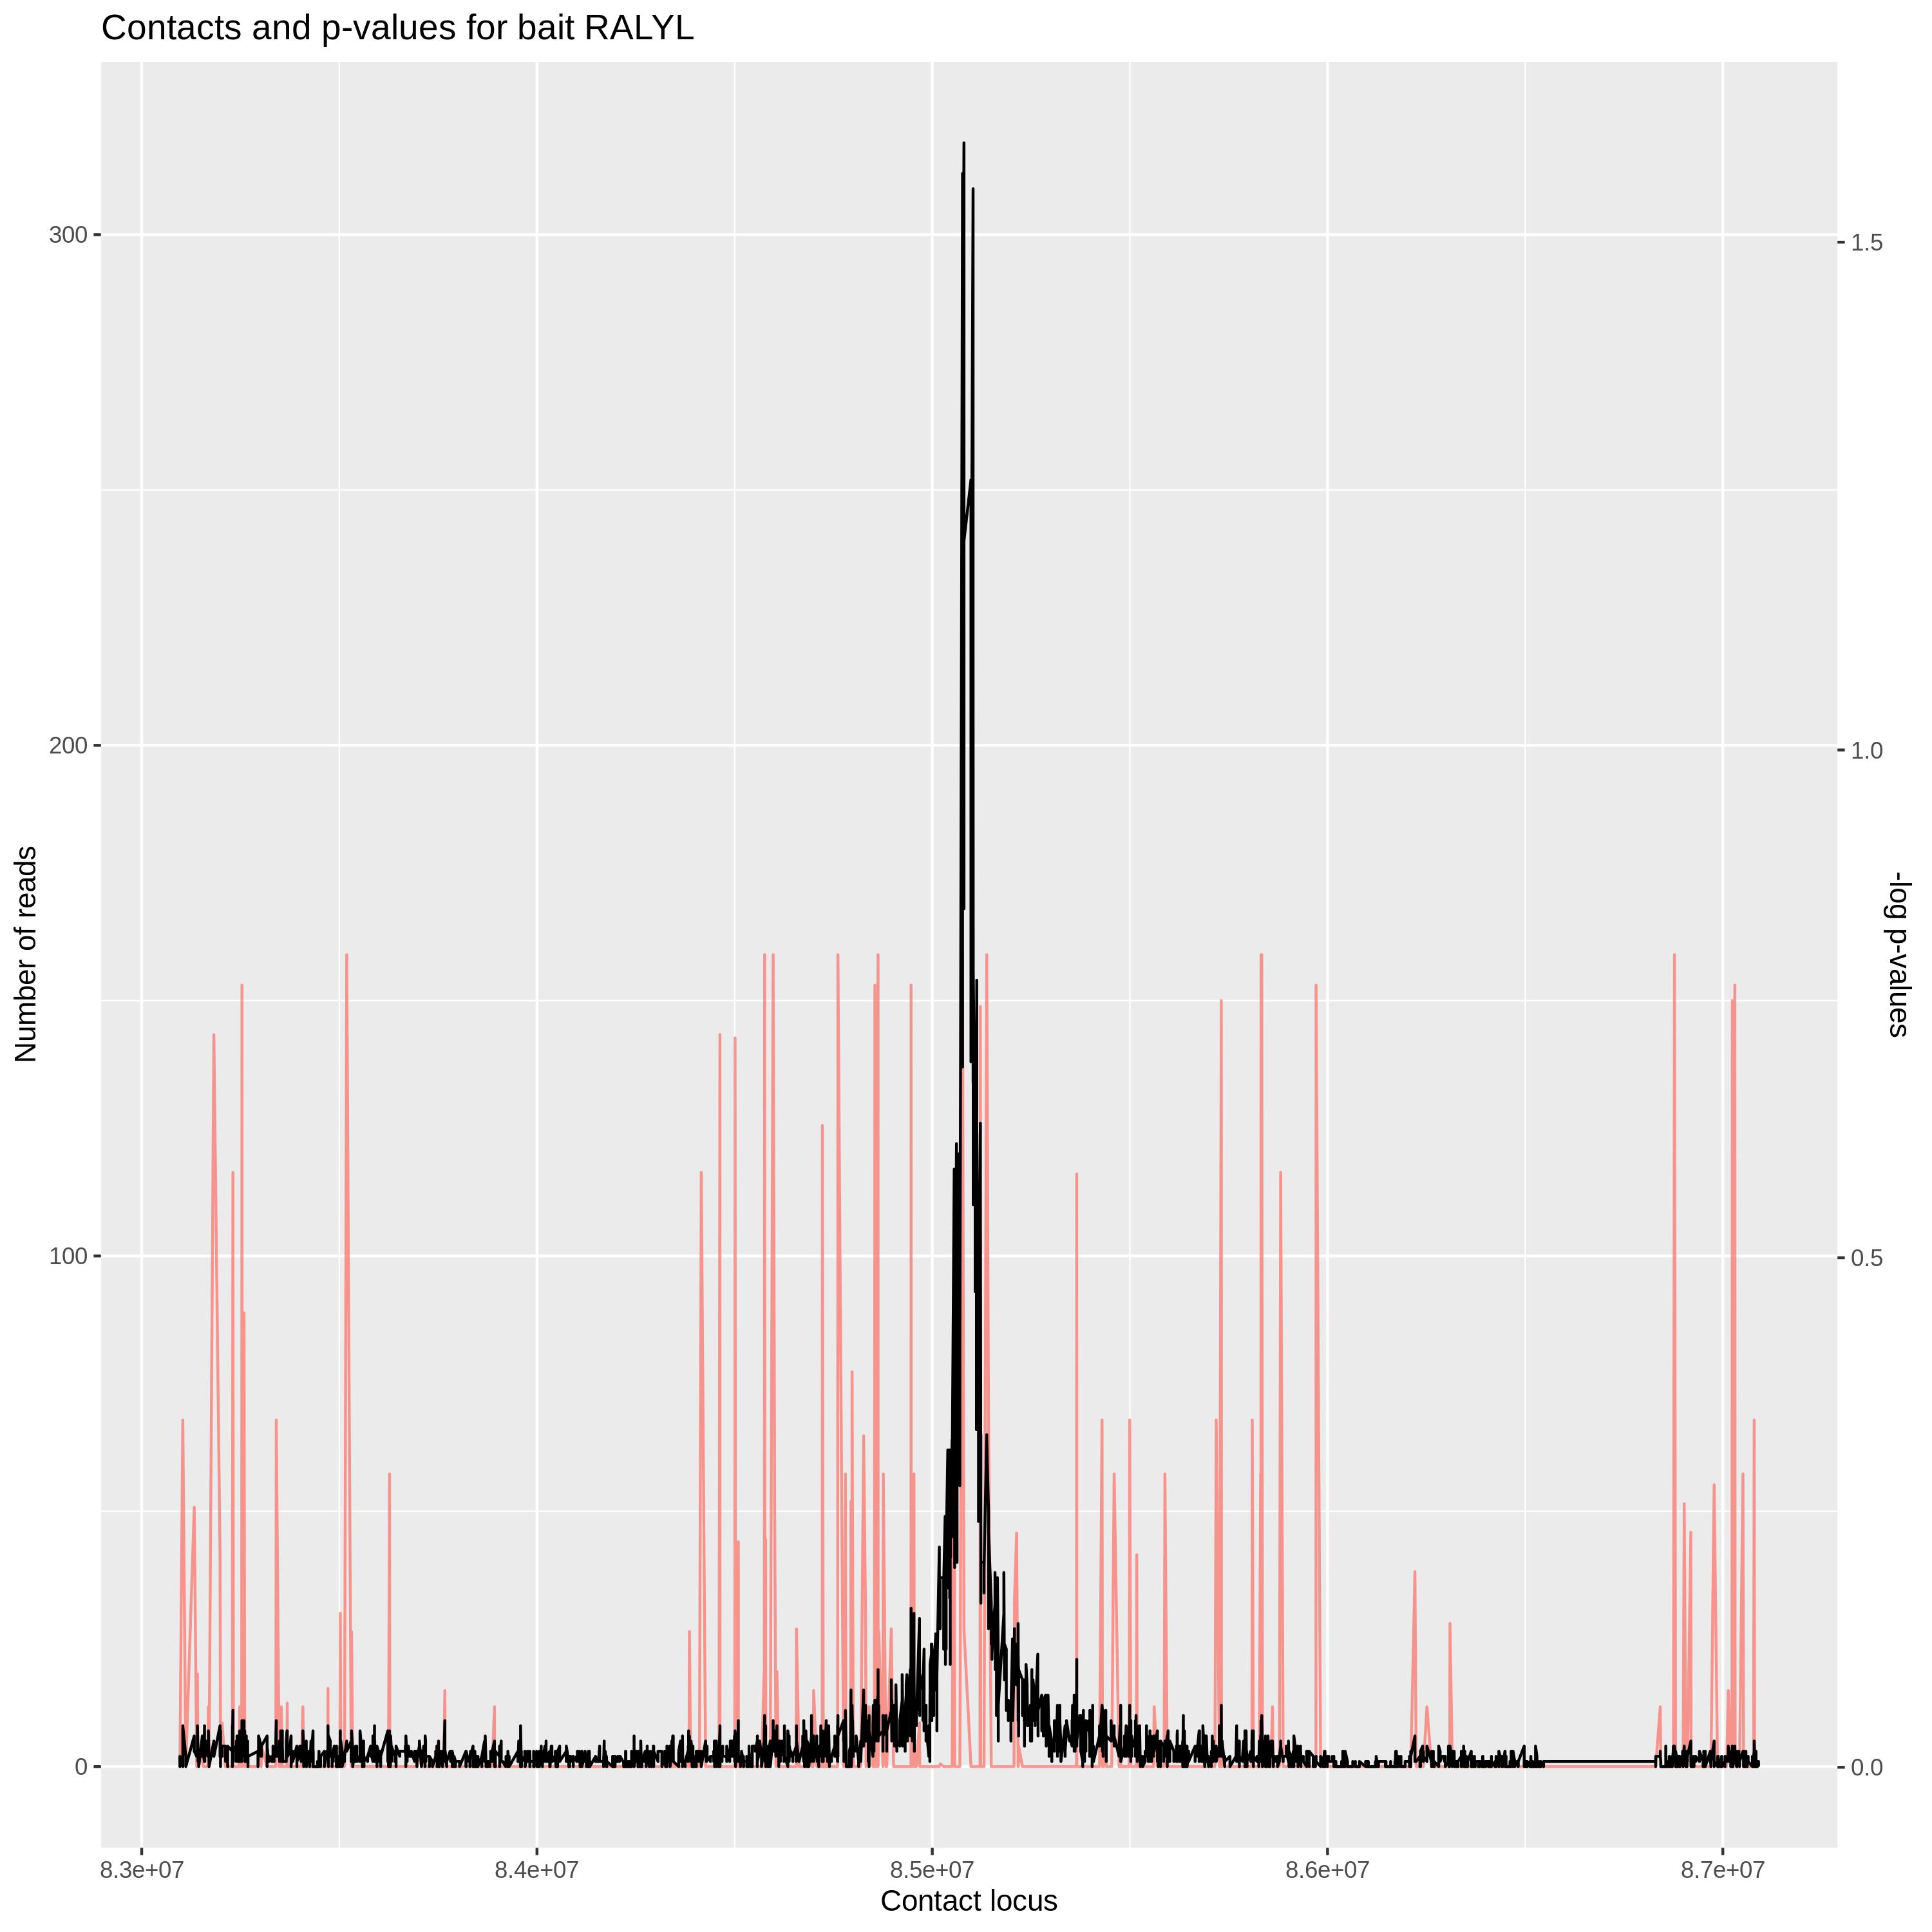 Contacts and p-values for bait RALYL
300
200
100
0
Number of reads
1.5
1.0
0.5
0.0
-log p-values
8.3e+07
8.4e+07
8.5e+07
8.6e+07
8.7e+07
Contact locus